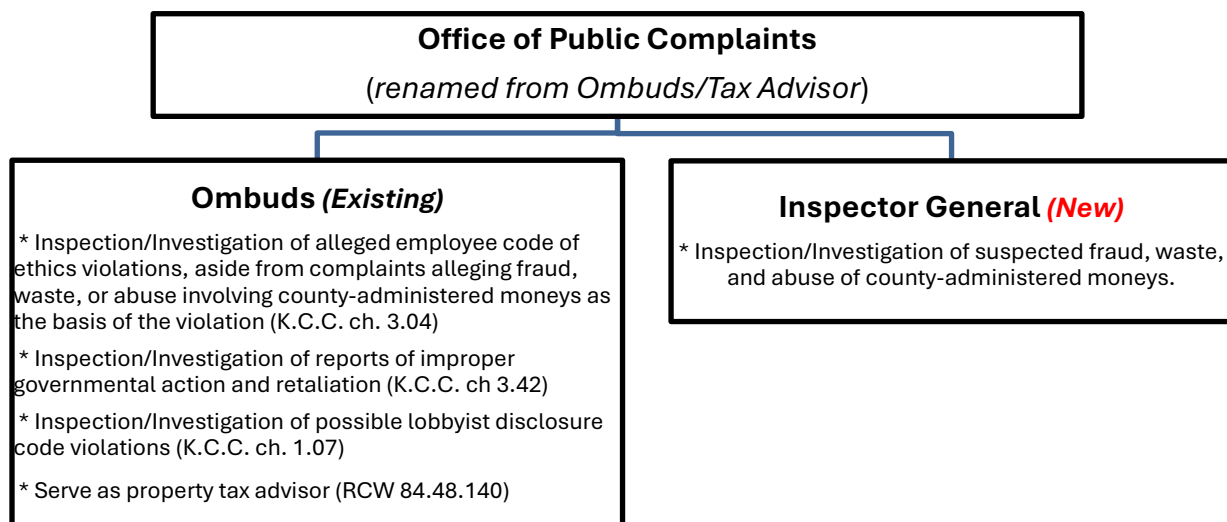 Office of Public Complaints
(renamed from Ombuds/Tax Advisor)
Ombuds (Existing)
* Inspection/Investigation of alleged employee code of
ethics violations, aside from complaints alleging fraud,
waste, or abuse involving county-administered moneys as
the basis of the violation (K.C.C. ch. 3.04)
* Inspection/Investigation of reports of improper
governmental action and retaliation (K.C.C. ch 3.42)
* Inspection/Investigation of possible lobbyist disclosure
code violations (K.C.C. ch. 1.07)
* Serve as property tax advisor (RCW 84.48.140)
Inspector General (New)
* Inspection/Investigation of suspected fraud, waste,
and abuse of county-administered moneys.